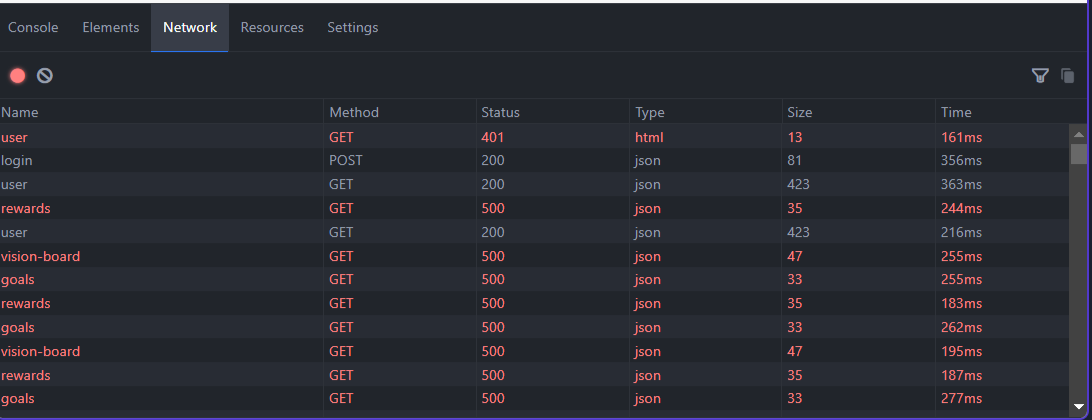 Console Elements Network Resources Settings
Name Method Status Type Size Time
user GET 401 html 13 161ms
login POST 200 json 81 356ms
user GET 200 json 423 363ms
rewards GET 500 json 35 244ms
user GET 200 json 423 216ms
vision-board GET 500 json 47 255ms
goals GET 500 json 33 255ms
rewards GET 500 json 35 183ms
goals GET 500 json 33 262ms
vision-board GET 500 json 47 195ms
rewards GET 500 json 35 187ms
goals GET 500 json 33 277ms